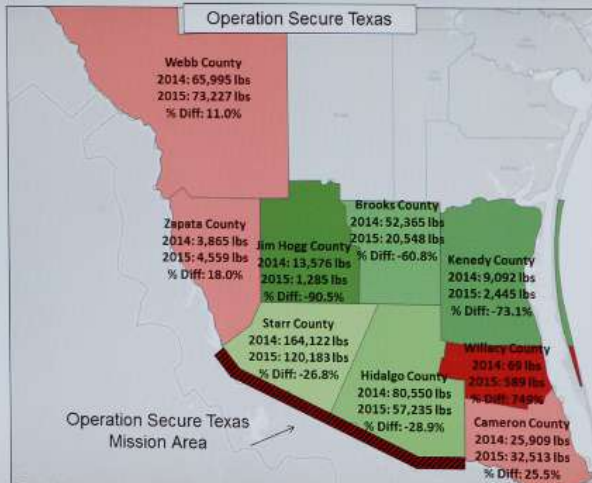 Operation Secure Texas
Webb County
2014: 65,995 lbs
2015: 73,227 lbs
% Diff: 11.0%
Zapata County
2014: 3,865 lbs
2015: 4,559 lbs
% Diff: 18.0%
Jim Hogg County
2014: 13,576 lbs
2015: 1,285 lbs
% Diff: -90.5%
Brooks County
2014: 52,365 lbs
2015: 20,548 lbs
% Diff: -60.8%
Kenedy County
2014: 9,092 lbs
2015: 2,445 lbs
% Diff: -73.1%
Starr County
2014: 164,122 lbs
2015: 120,183 lbs
% Diff: -26.8%
Hidalgo County
2014: 80,550 lbs
2015: 57,235 lbs
% Diff: -28.9%
Willacy County
2014: 69 lbs
2015: 589 lbs
% Diff: 749%
Cameron County
2014: 25,909 lbs
2015: 32,513 lbs
% Diff: 25.5%
Operation Secure Texas
Mission Area